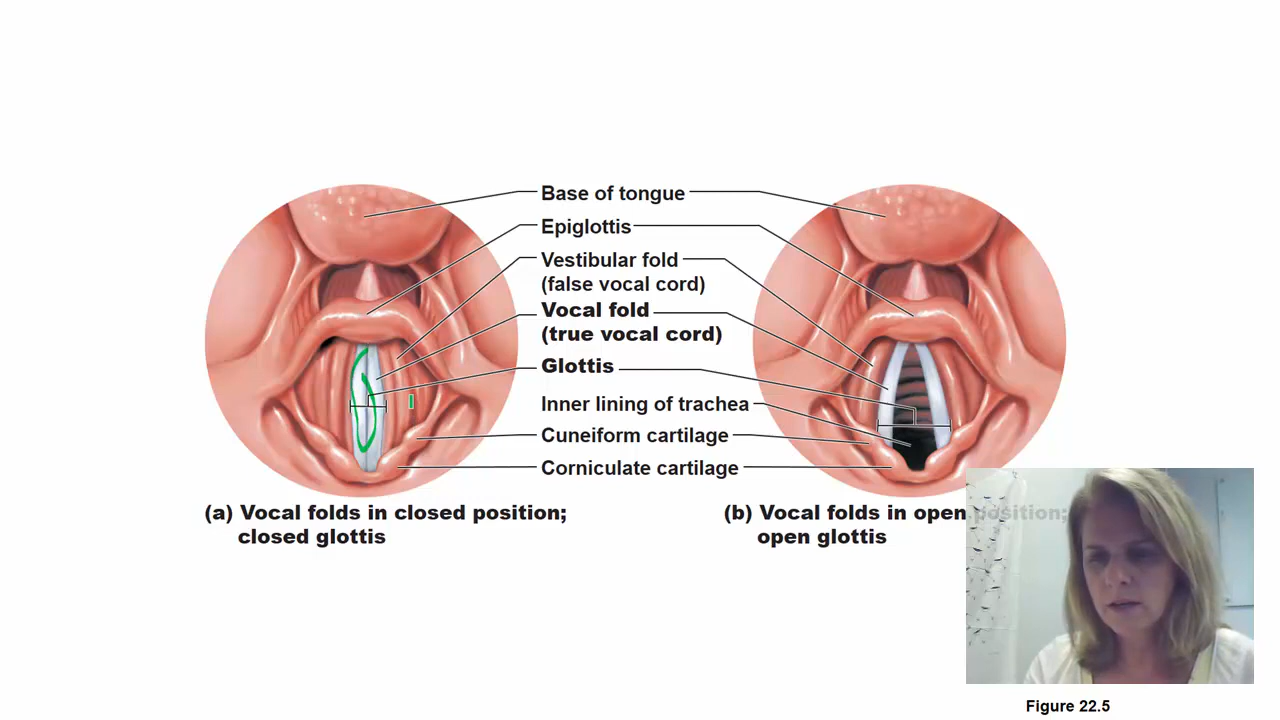 Base of tongue
Epiglottis
Vestibular fold
(false vocal cord)
Vocal fold
(true vocal cord)
Glottis
Inner lining of trachea
Cuneiform cartilage
Corniculate cartilage
(a) Vocal folds in closed position;
closed glottis
(b) Vocal folds in open position;
open glottis
Figure 22.5